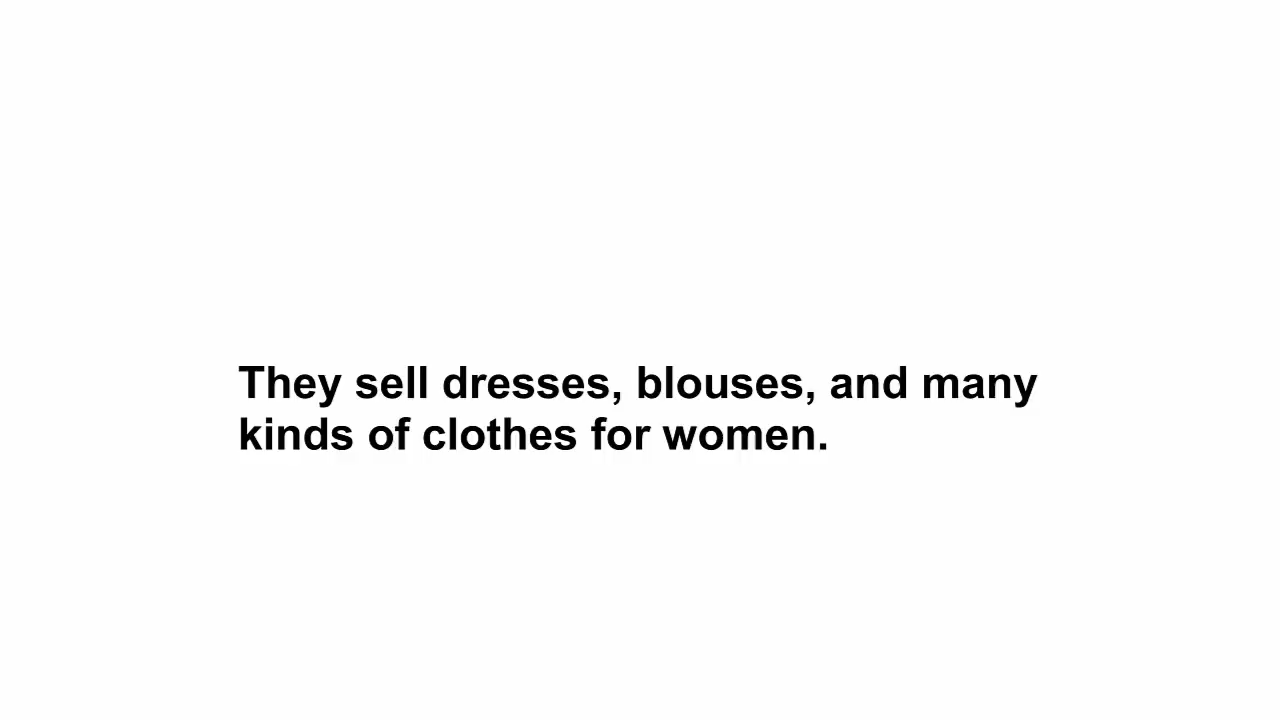 They sell dresses, blouses, and many
kinds of clothes for women.